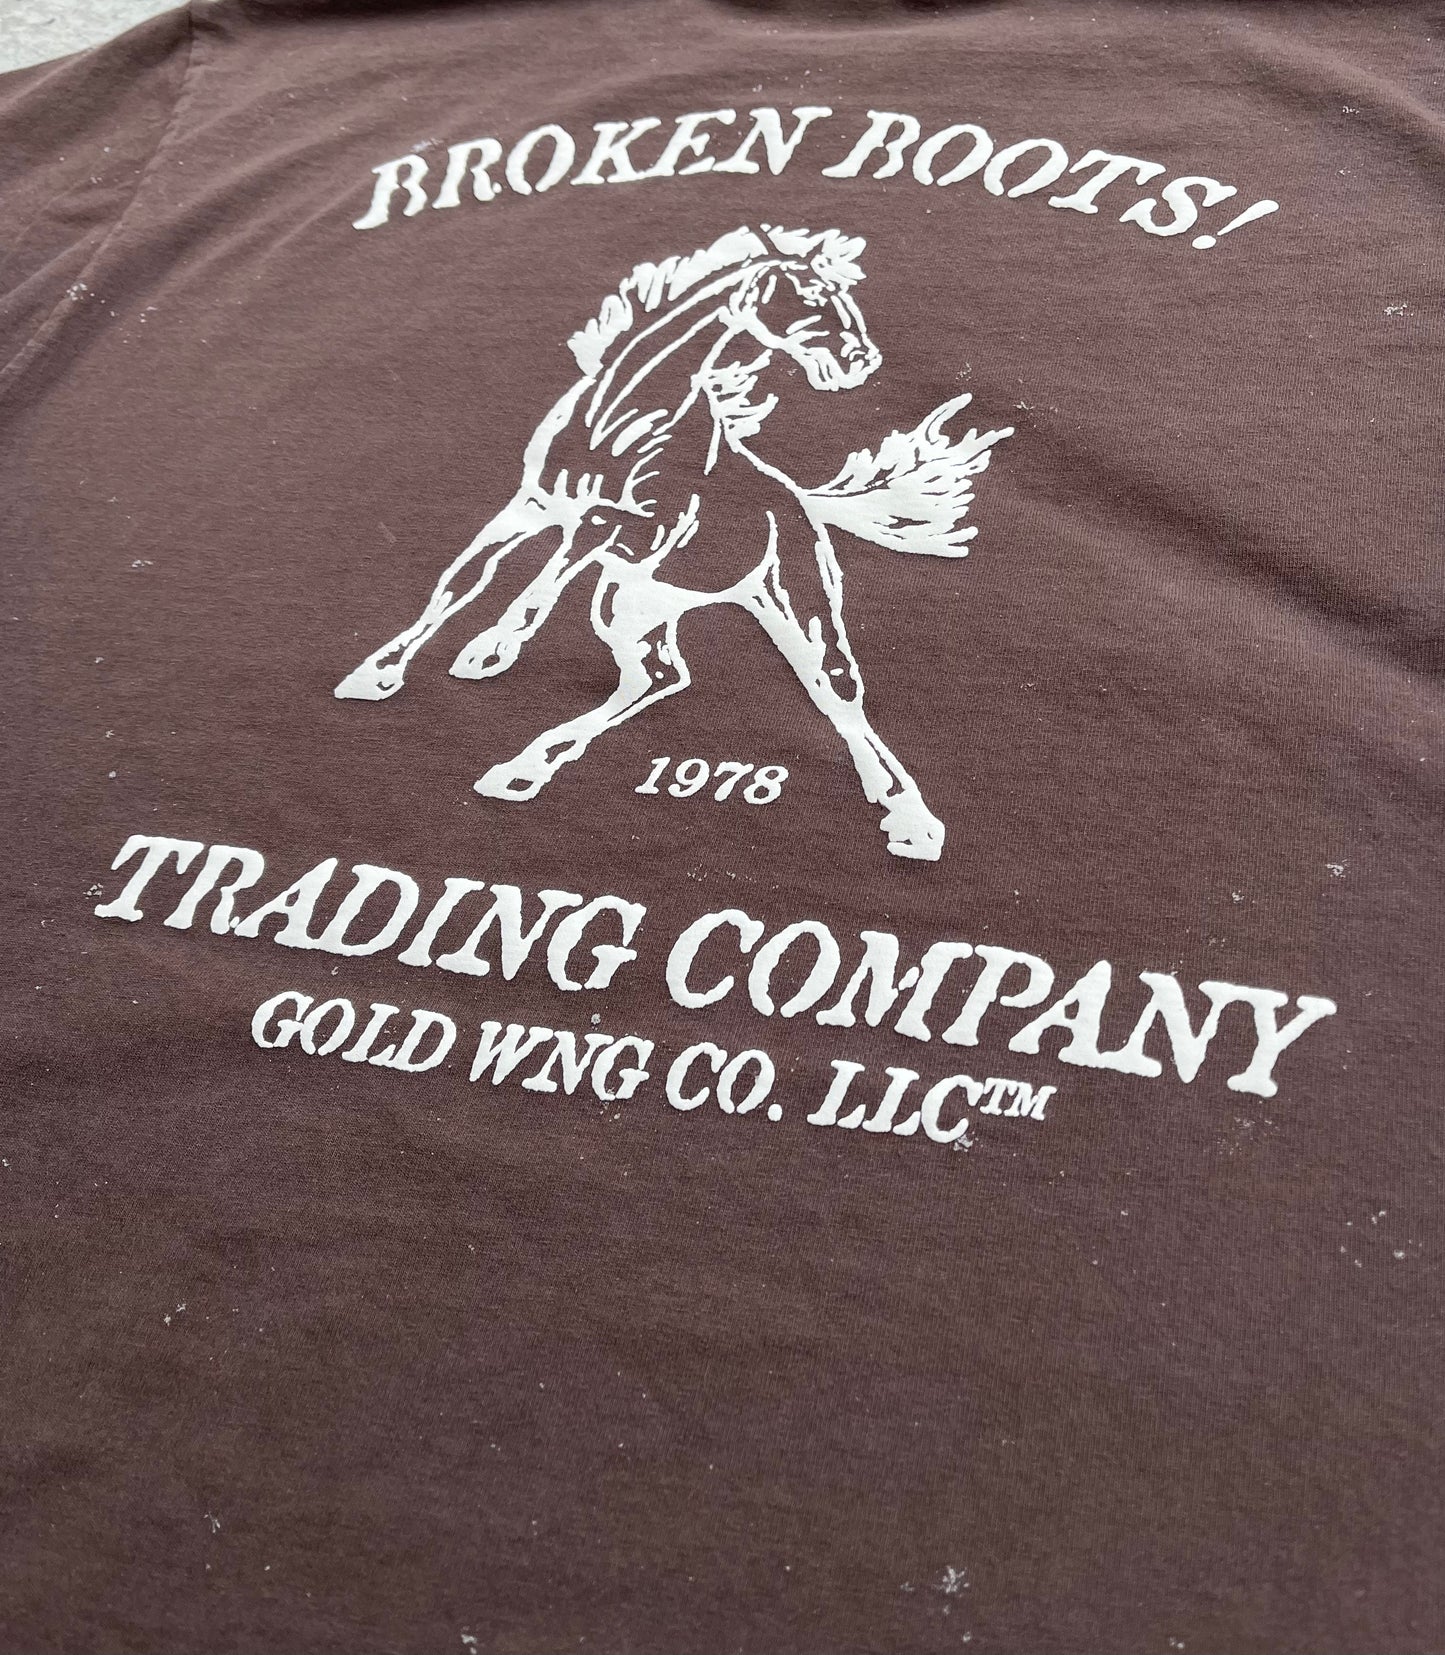 BROKEN BOOTS!
1978
TRADING COMPANY
GOLD WNG CO. LLC™